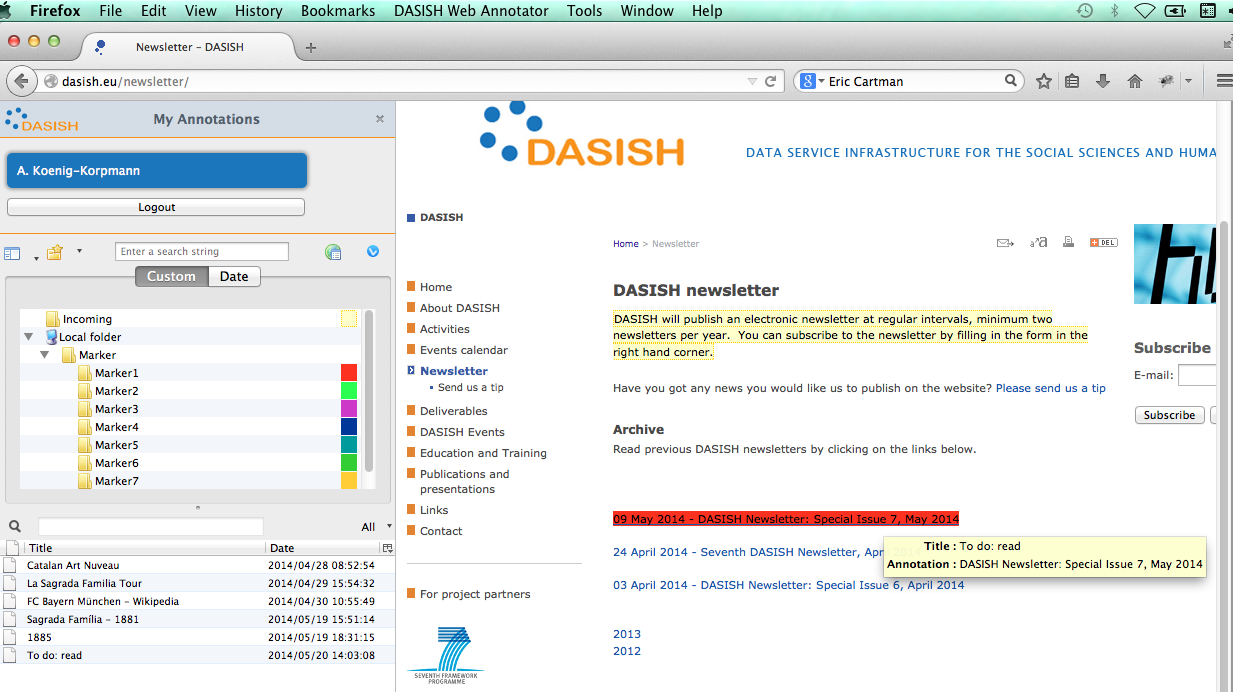 Firefox File Edit View History Bookmarks DASISH Web Annotator Tools Window Help
Newsletter – DASISH
dasish.eu/newsletter/
8 Eric Cartman
DASISH My Annotations
A. Koenig-Korpmann
Logout
Enter a search string
Custom Date
Incoming
Local folder
Marker
Marker1
Marker2
Marker3
Marker4
Marker5
Marker6
Marker7
All
Title Date
Catalan Art Nuveau 2014/04/28 08:52:54
La Sagrada Familia Tour 2014/04/29 15:54:32
FC Bayern München – Wikipedia 2014/04/30 10:55:49
Sagrada Família – 1881 2014/05/19 15:51:14
1885 2014/05/19 18:31:15
To do: read 2014/05/20 14:03:08
DASISH
DATA SERVICE INFRASTRUCTURE FOR THE SOCIAL SCIENCES AND HUMA
DASISH
Home
About DASISH
Activities
Events calendar
Newsletter
Send us a tip
Deliverables
DASISH Events
Education and Training
Publications and
presentations
Links
Contact
For project partners
SEVENTH FRAMEWORK
PROGRAMME
Home > Newsletter
DEL
DASISH newsletter
DASISH will publish an electronic newsletter at regular intervals, minimum two
newsletters per year. You can subscribe to the newsletter by filling in the form in the
right hand corner.
Have you got any news you would like us to publish on the website? Please send us a tip
Archive
Read previous DASISH newsletters by clicking on the links below.
09 May 2014 - DASISH Newsletter: Special Issue 7, May 2014
Title : To do: read
Annotation : DASISH Newsletter: Special Issue 7, May 2014
24 April 2014 - Seventh DASISH Newsletter, Apr
03 April 2014 - DASISH Newsletter: Special Issue 6, April 2014
2013
2012
Subscribe
E-mail:
Subscribe